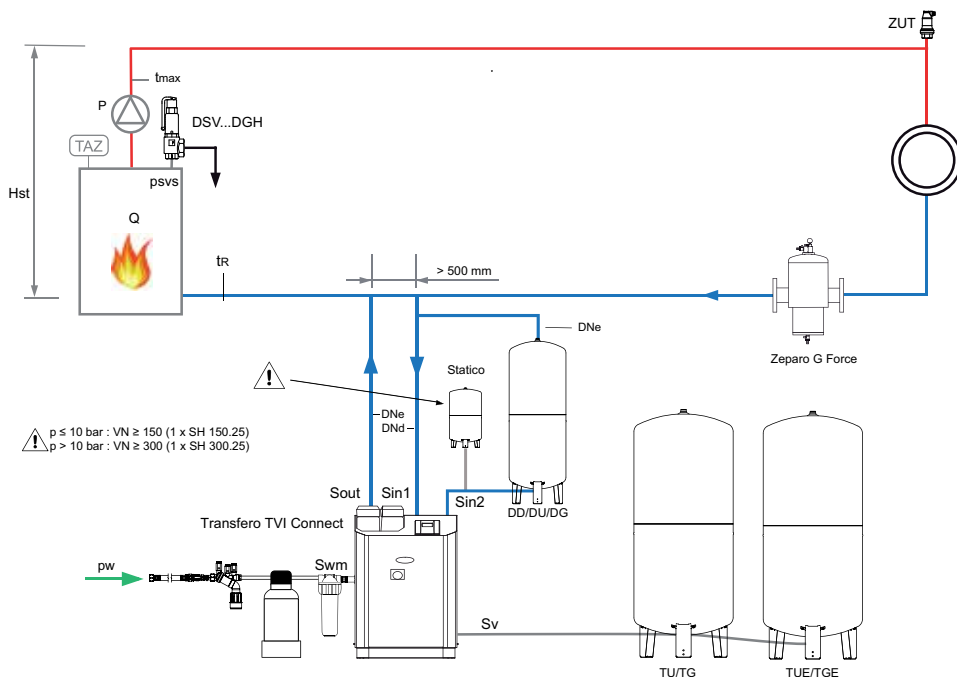 ZUT
tmax
P
DSV...DGH
TAZ
psvs
Hst
Q
tR
> 500 mm
DNe
Zeparo G Force
Statico
DNe
DNd
p ≤ 10 bar : VN ≥ 150 (1 x SH 150.25)
p > 10 bar : VN ≥ 300 (1 x SH 300.25)
Sout
Sin1
Sin2
DD/DU/DG
Transfero TVI Connect
pw
Swm
Sv
TU/TG
TUE/TGE